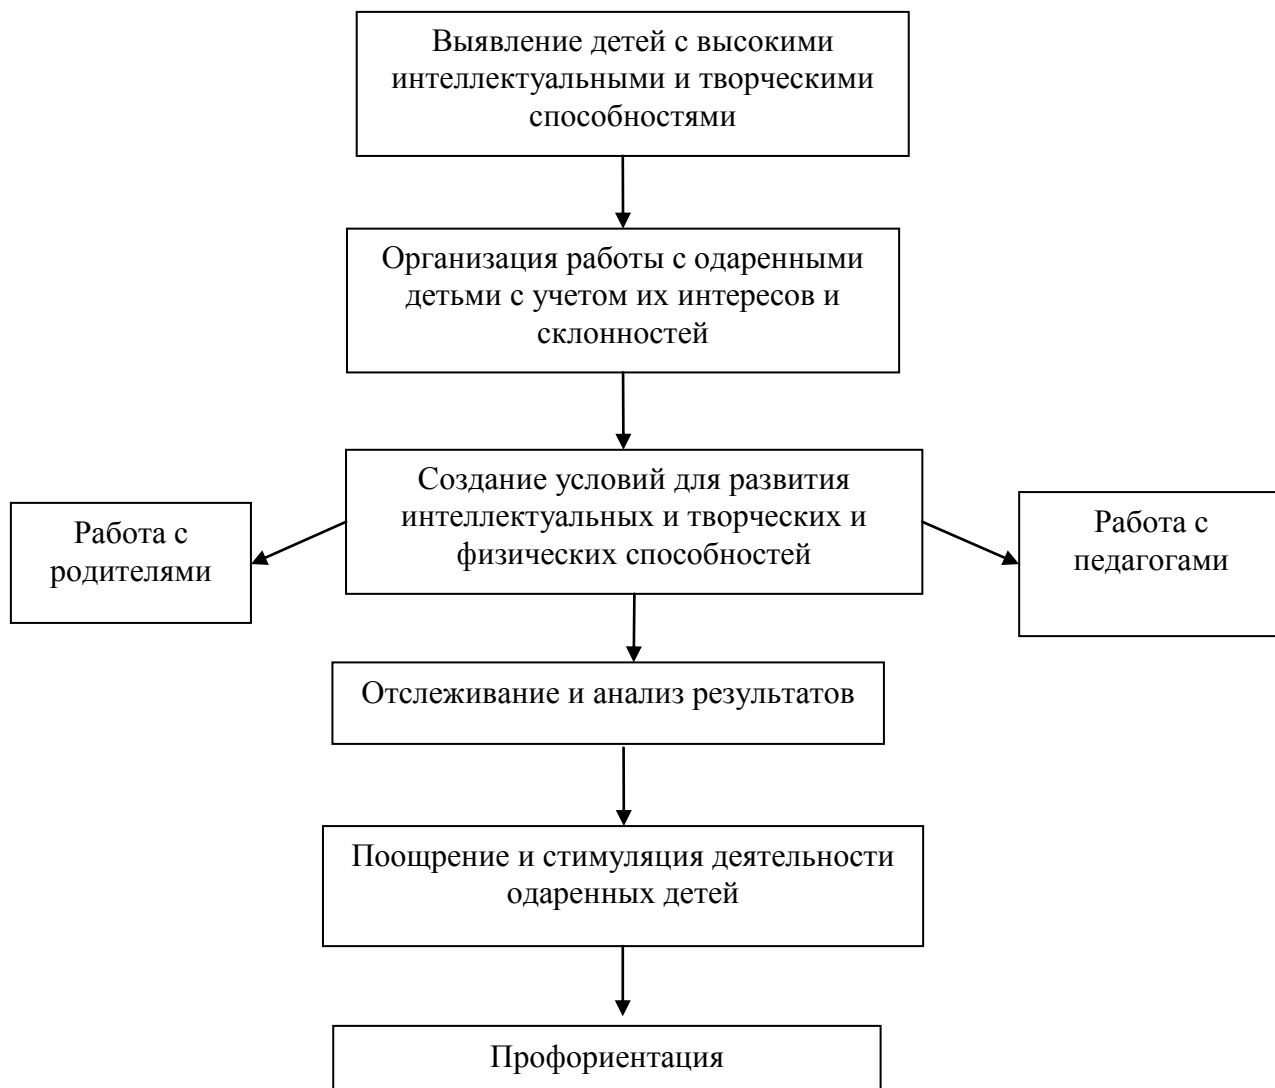 Выявление детей с высокими
интеллектуальными и творческими
способностями
Организация работы с одаренными
детьми с учетом их интересов и
склонностей
Создание условий для развития
интеллектуальных и творческих и
физических способностей
Работа с
родителями
Работа с
педагогами
Отслеживание и анализ результатов
Поощрение и стимуляция деятельности
одаренных детей
Профориентация